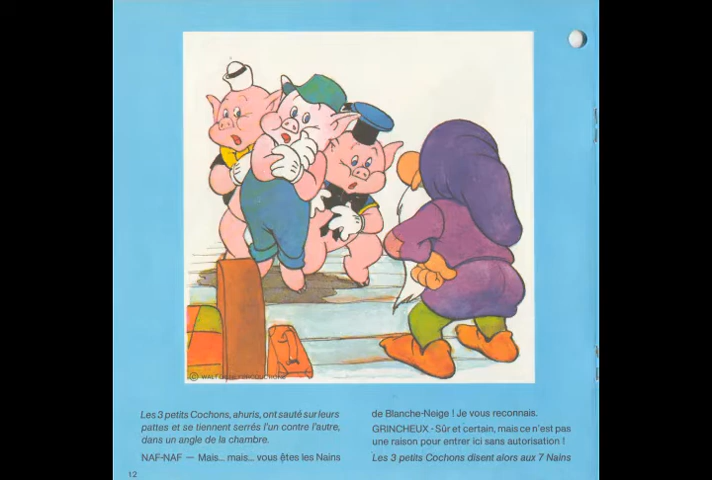 © WALT DISNEY PRODUCTIONS
Les 3 petits Cochons, ahuris, ont sauté sur leurs
pattes et se tiennent serrés l'un contre l'autre,
dans un angle de la chambre.
NAF-NAF — Mais... mais... vous êtes les Nains
12
de Blanche-Neige ! Je vous reconnais.
GRINCHEUX. - Sûr et certain, mais ce n'est pas
une raison pour entrer ici sans autorisation !
Les 3 petits Cochons disent alors aux 7 Nains